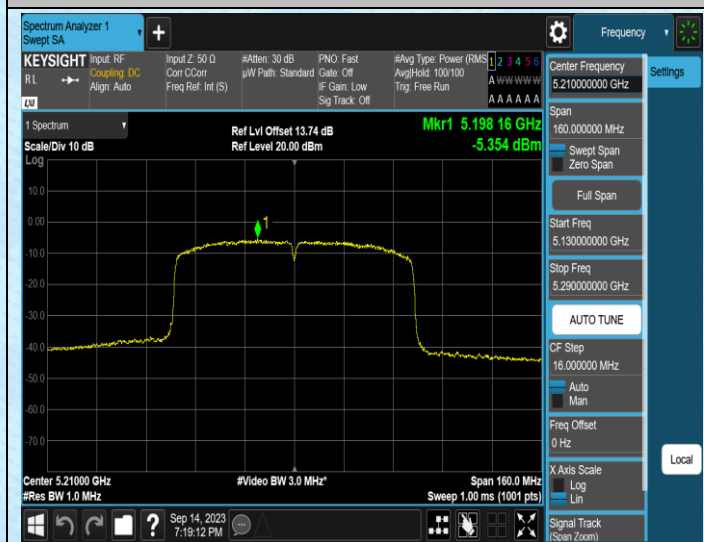 Spectrum Analyzer 1
Swept SA
+
Frequency
KEYSIGHT
RL
LXI
Input: RF
Coupling: DC
Align: Auto
Input Z: 50 Ω
Corr CCorr
Freq Ref: Int (S)
#Atten: 30 dB
µW Path: Standard
PNO: Fast
Gate: Off
IF Gain: Low
Sig Track: Off
#Avg Type: Power (RMS
Avg|Hold: 100/100
Trig: Free Run
1 2 3 4 5 6
A W W W W W
A A A A A A
1 Spectrum
Scale/Div 10 dB
Log
Ref Lvl Offset 13.74 dB
Ref Level 20.00 dBm
Mkr1 5.198 16 GHz
-5.354 dBm
10.0
0.00
-10.0
-20.0
-30.0
-40.0
-50.0
-60.0
-70.0
1
Center 5.21000 GHz
#Res BW 1.0 MHz
#Video BW 3.0 MHz*
Span 160.0 MHz
Sweep 1.00 ms (1001 pts)
?
Sep 14, 2023
7:19:12 PM
Center Frequency
5.210000000 GHz
Settings
Span
160.000000 MHz
Swept Span
Zero Span
Full Span
Start Freq
5.130000000 GHz
Stop Freq
5.290000000 GHz
AUTO TUNE
CF Step
16.000000 MHz
Auto
Man
Freq Offset
0 Hz
X Axis Scale
Log
Lin
Local
Signal Track
(Span Zoom)